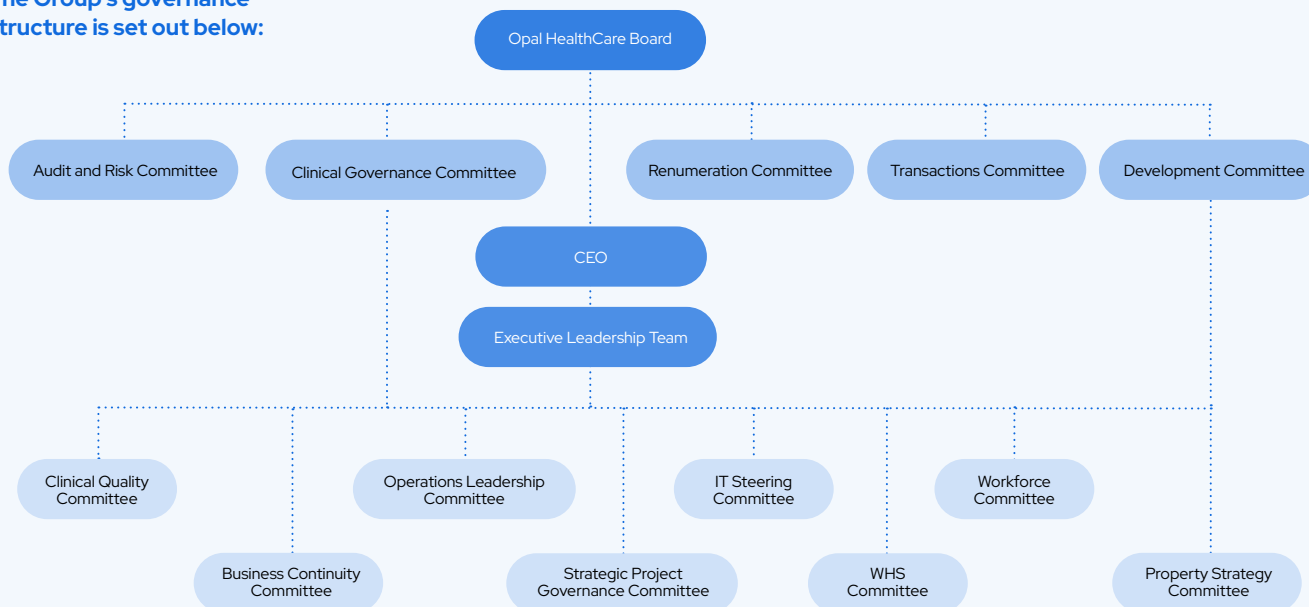 he Group's governance
tructure is set out below:
Opal HealthCare Board
Audit and Risk Committee
Clinical Governance Committee
Renumeration Committee
Transactions Committee
Development Committee
CEO
Executive Leadership Team
Clinical Quality
Committee
Operations Leadership
Committee
IT Steering
Committee
Workforce
Committee
Business Continuity
Committee
Strategic Project
Governance Committee
WHS
Committee
Property Strategy
Committee